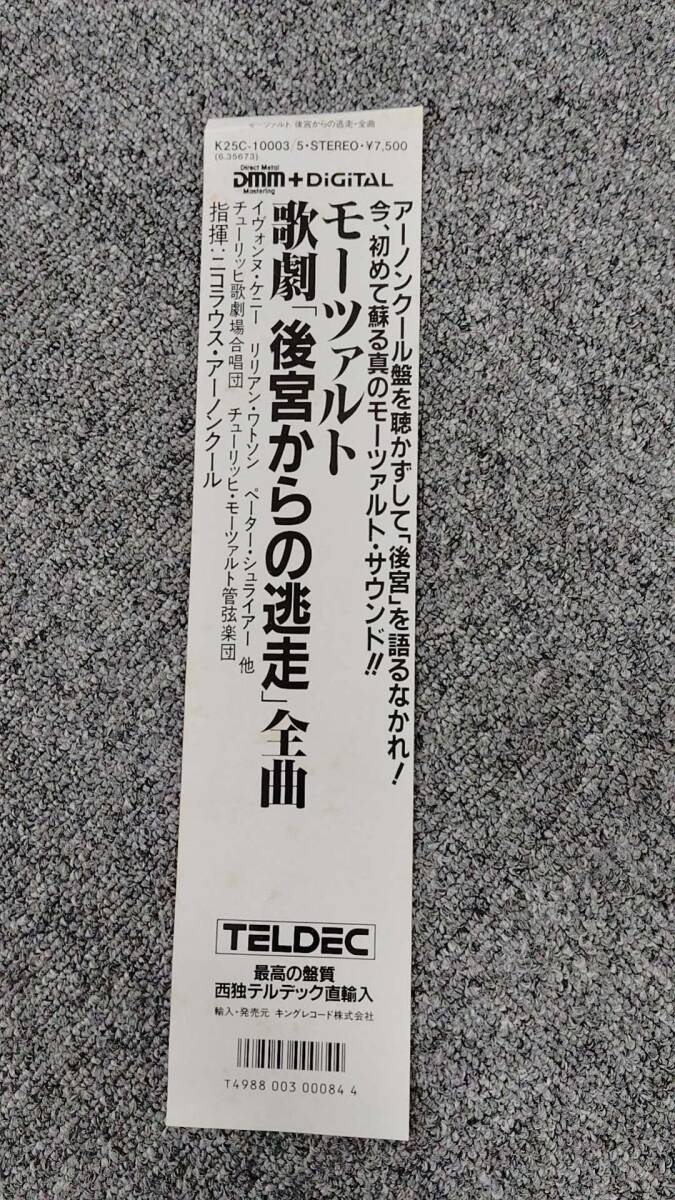 モーツァルト 後宮からの逃走・全曲
K25C-10003/5・STEREO・¥7,500
(6.35673)
Direct Metal
DMM+DiGiTAL
Mastering
アーノンクール盤を聴かずして「後宮」を語るなかれ!
今、初めて蘇る真のモーツァルト・サウンド!!
モーツァルト
歌劇「後宮からの逃走」全曲
イヴォンヌ・ケニー リリアン・ワトソン ペーター・シュライアー 他
チューリッヒ歌劇場合唱団 チューリッヒ・モーツァルト管弦楽団
指揮:ニコラウス・アーノンクール
TELDEC
最高の盤質
西独テルデック直輸入
輸入・発売元 キングレコード株式会社
T4988 003 00084 4